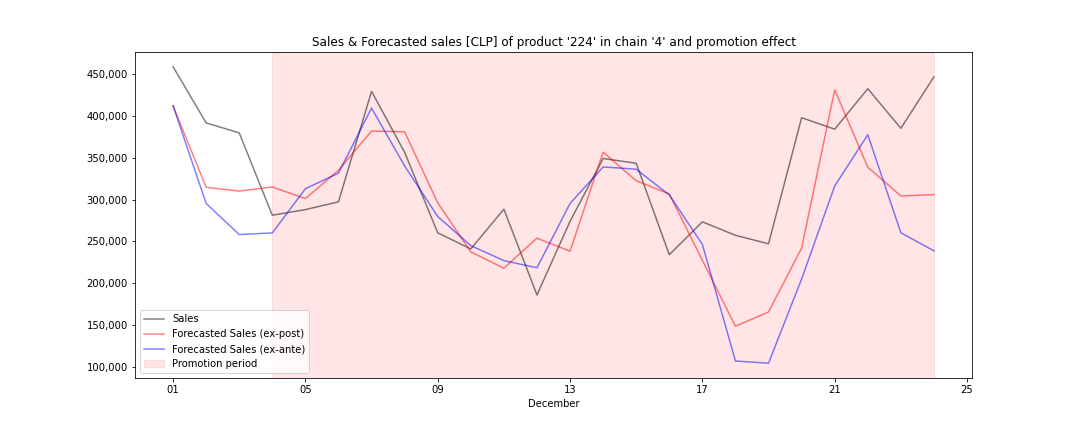 Sales & Forecasted sales [CLP] of product '224' in chain '4' and promotion effect
450,000
400,000
350,000
300,000
250,000
200,000
150,000
100,000
Sales
Forecasted Sales (ex-post)
Forecasted Sales (ex-ante)
Promotion period
01 05 09 13 17 21 25
December